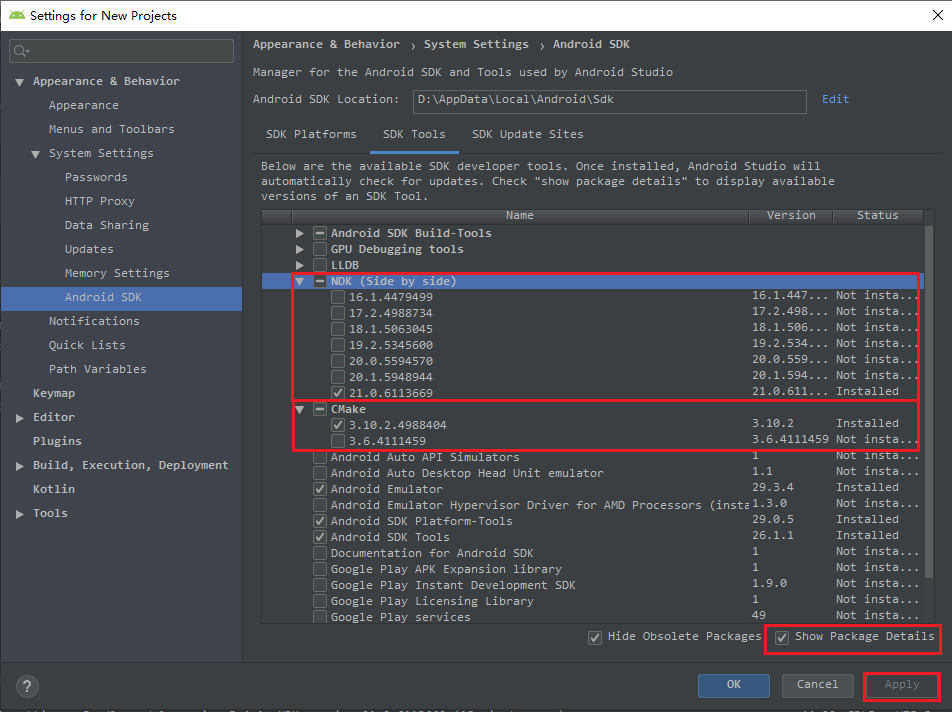 Settings for New Projects
Appearance & Behavior
Appearance
Menus and Toolbars
System Settings
Passwords
HTTP Proxy
Data Sharing
Updates
Memory Settings
Android SDK
Notifications
Quick Lists
Path Variables
Keymap
Editor
Plugins
Build, Execution, Deployment
Kotlin
Tools
Appearance & Behavior › System Settings › Android SDK
Manager for the Android SDK and Tools used by Android Studio
Android SDK Location: D:\AppData\Local\Android\Sdk Edit
SDK Platforms SDK Tools SDK Update Sites
Below are the available SDK developer tools. Once installed, Android Studio will
automatically check for updates. Check "show package details" to display available
versions of an SDK Tool.
Name Version Status
Android SDK Build-Tools
GPU Debugging tools
LLDB
NDK (Side by side)
16.1.4479499 16.1.447... Not insta...
17.2.4988734 17.2.498... Not insta...
18.1.5063045 18.1.506... Not insta...
19.2.5345600 19.2.534... Not insta...
20.0.5594570 20.0.559... Not insta...
20.1.5948944 20.1.594... Not insta...
21.0.6113669 21.0.611... Installed
CMake
3.10.2.4988404 3.10.2 Installed
3.6.4111459 3.6.4111459 Not insta...
Android Auto API Simulators 1 Not insta...
Android Auto Desktop Head Unit emulator 1.1 Not insta...
Android Emulator 29.3.4 Installed
Android Emulator Hypervisor Driver for AMD Processors (insta 1.3.0 Not insta...
Android SDK Platform-Tools 29.0.5 Installed
Android SDK Tools 26.1.1 Installed
Documentation for Android SDK 1 Not insta...
Google Play APK Expansion library 1 Not insta...
Google Play Instant Development SDK 1.9.0 Not insta...
Google Play Licensing Library 1 Not insta...
Google Play services 49 Not insta...
Hide Obsolete Packages Show Package Details
? OK Cancel Apply